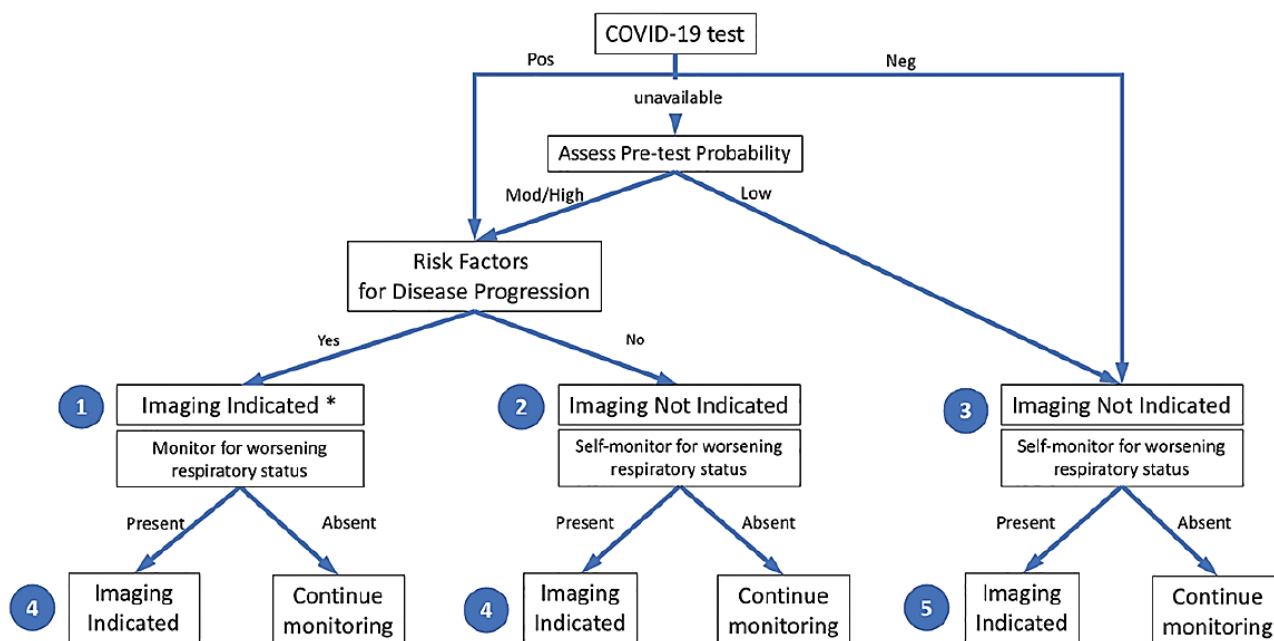 COVID-19 test
Pos
Neg
unavailable
Assess Pre-test Probability
Mod/High
Low
Risk Factors
for Disease Progression
Yes
No
1
Imaging Indicated *
2
Imaging Not Indicated
3
Imaging Not Indicated
Monitor for worsening
respiratory status
Self-monitor for worsening
respiratory status
Self-monitor for worsening
respiratory status
Present
Absent
Present
Absent
Present
Absent
4
Imaging
Indicated
Continue
monitoring
4
Imaging
Indicated
Continue
monitoring
5
Imaging
Indicated
Continue
monitoring